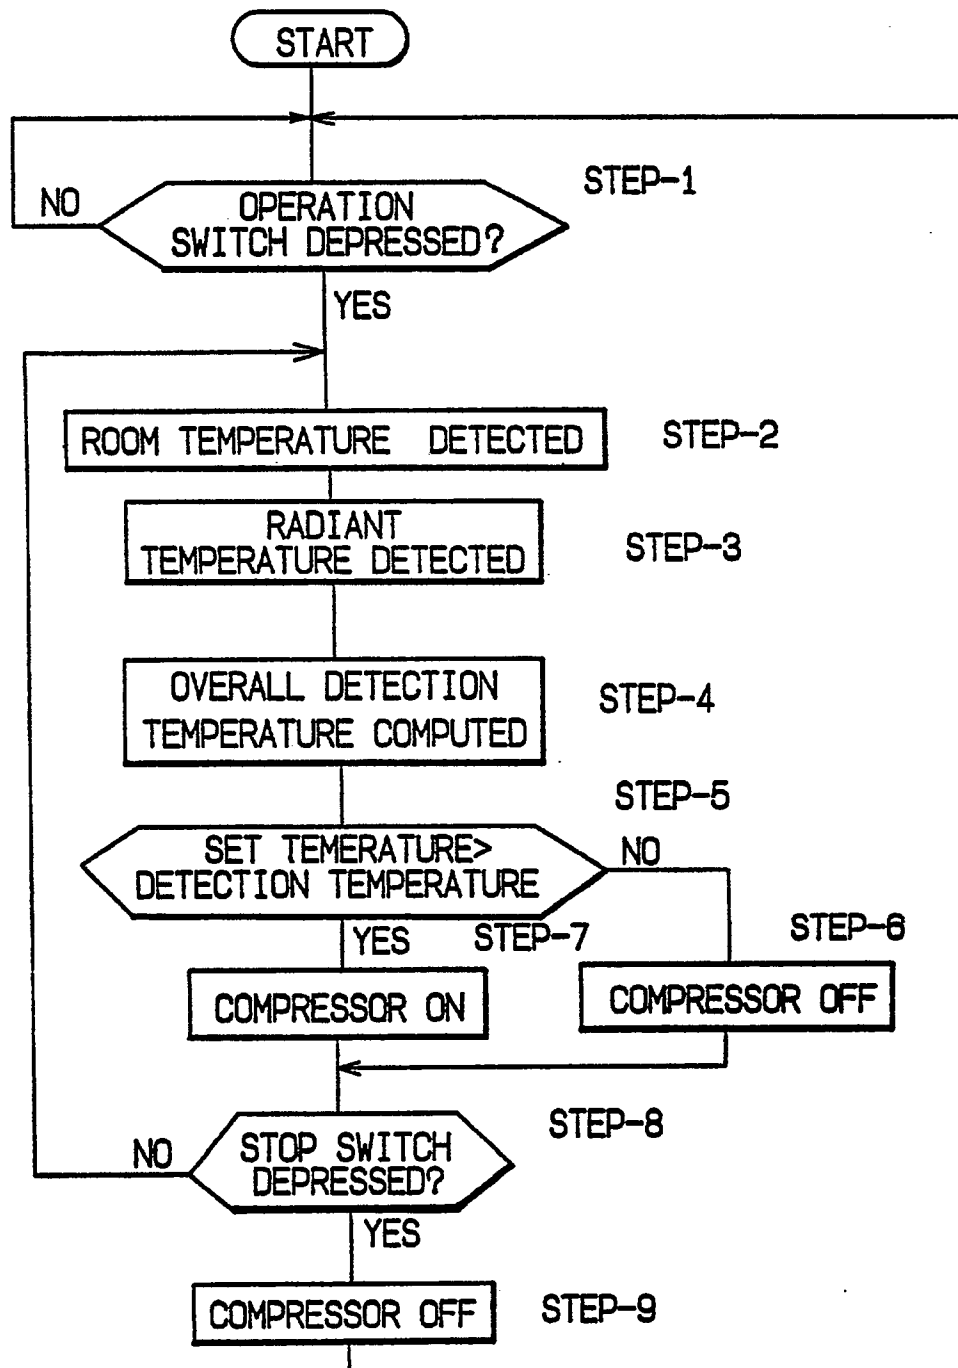 START
STEP-1
NO
OPERATION
SWITCH DEPRESSED?
YES
ROOM TEMPERATURE DETECTED
STEP-2
RADIANT
TEMPERATURE DETECTED
STEP-3
OVERALL DETECTION
TEMPERATURE COMPUTED
STEP-4
STEP-5
SET TEMERATURE>
DETECTION TEMPERATURE
NO
YES
STEP-7
STEP-6
COMPRESSOR ON
COMPRESSOR OFF
STEP-8
NO
STOP SWITCH
DEPRESSED?
YES
COMPRESSOR OFF
STEP-9